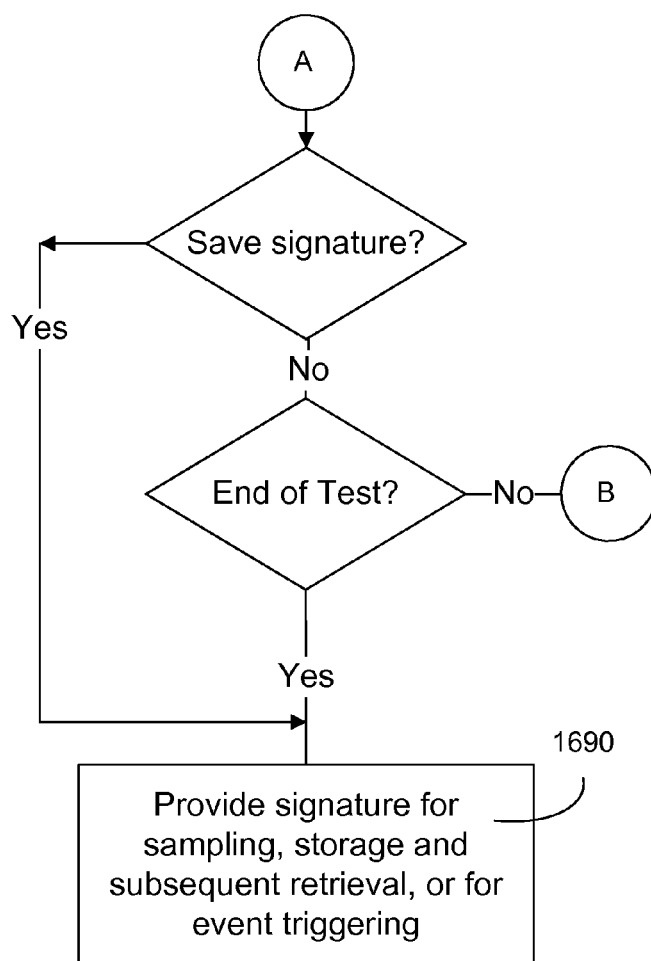 A
Save signature?
Yes
No
End of Test?
No
B
Yes
1690
Provide signature for
sampling, storage and
subsequent retrieval, or for
event triggering